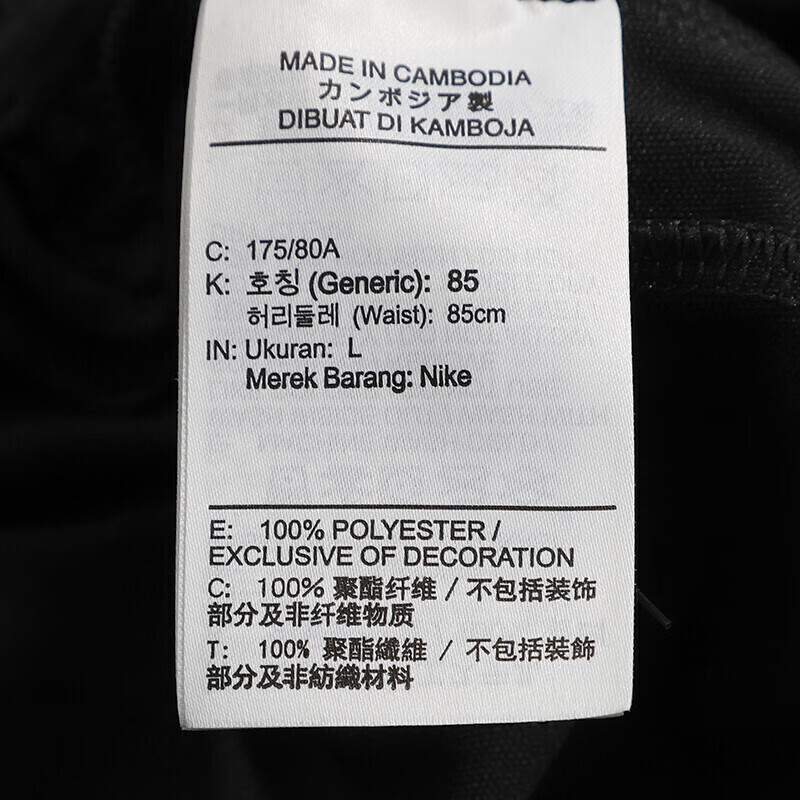 MADE IN CAMBODIA
カンボジア製
DIBUAT DI KAMBOJA
C: 175/80A
K: 호칭 (Generic): 85
허리둘레 (Waist): 85cm
IN: Ukuran: L
Merek Barang: Nike
E: 100% POLYESTER /
EXCLUSIVE OF DECORATION
C: 100% 聚酯纤维 / 不包括装饰
部分及非纤维物质
T: 100% 聚酯纖維 / 不包括裝飾
部分及非紡織材料